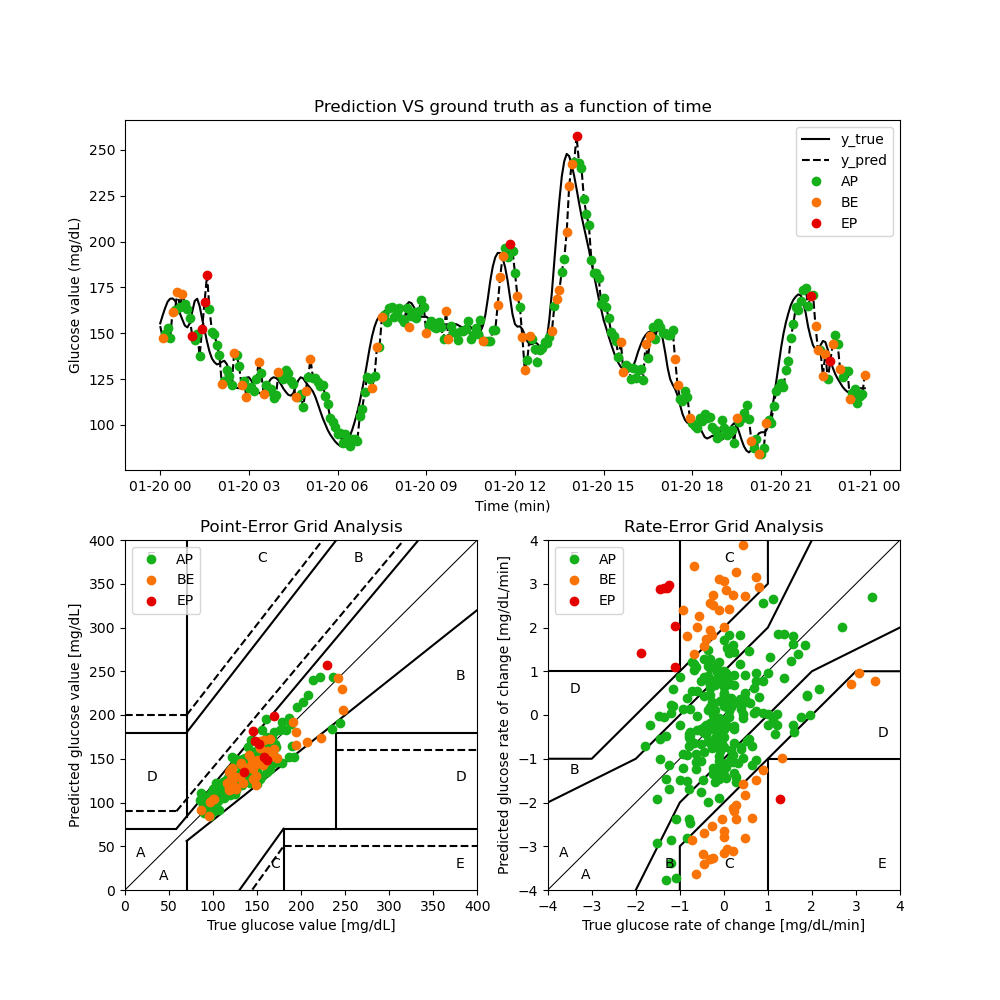 Prediction VS ground truth as a function of time
Glucose value (mg/dL)
250
225
200
175
150
125
100
y_true
y_pred
AP
BE
EP
01-20 00 01-20 03 01-20 06 01-20 09 01-20 12 01-20 15 01-20 18 01-20 21 01-21 00
Time (min)
Point-Error Grid Analysis
Predicted glucose value [mg/dL]
400
350
300
250
200
150
100
50
0
AP
BE
EP
C
B
B
D
D
A
A
C
E
0 50 100 150 200 250 300 350 400
True glucose value [mg/dL]
Rate-Error Grid Analysis
Predicted glucose rate of change [mg/dL/min]
4
3
2
1
0
−1
−2
−3
−4
AP
BE
EP
C
D
D
B
A
A
B
C
E
−4 −3 −2 −1 0 1 2 3 4
True glucose rate of change [mg/dL/min]